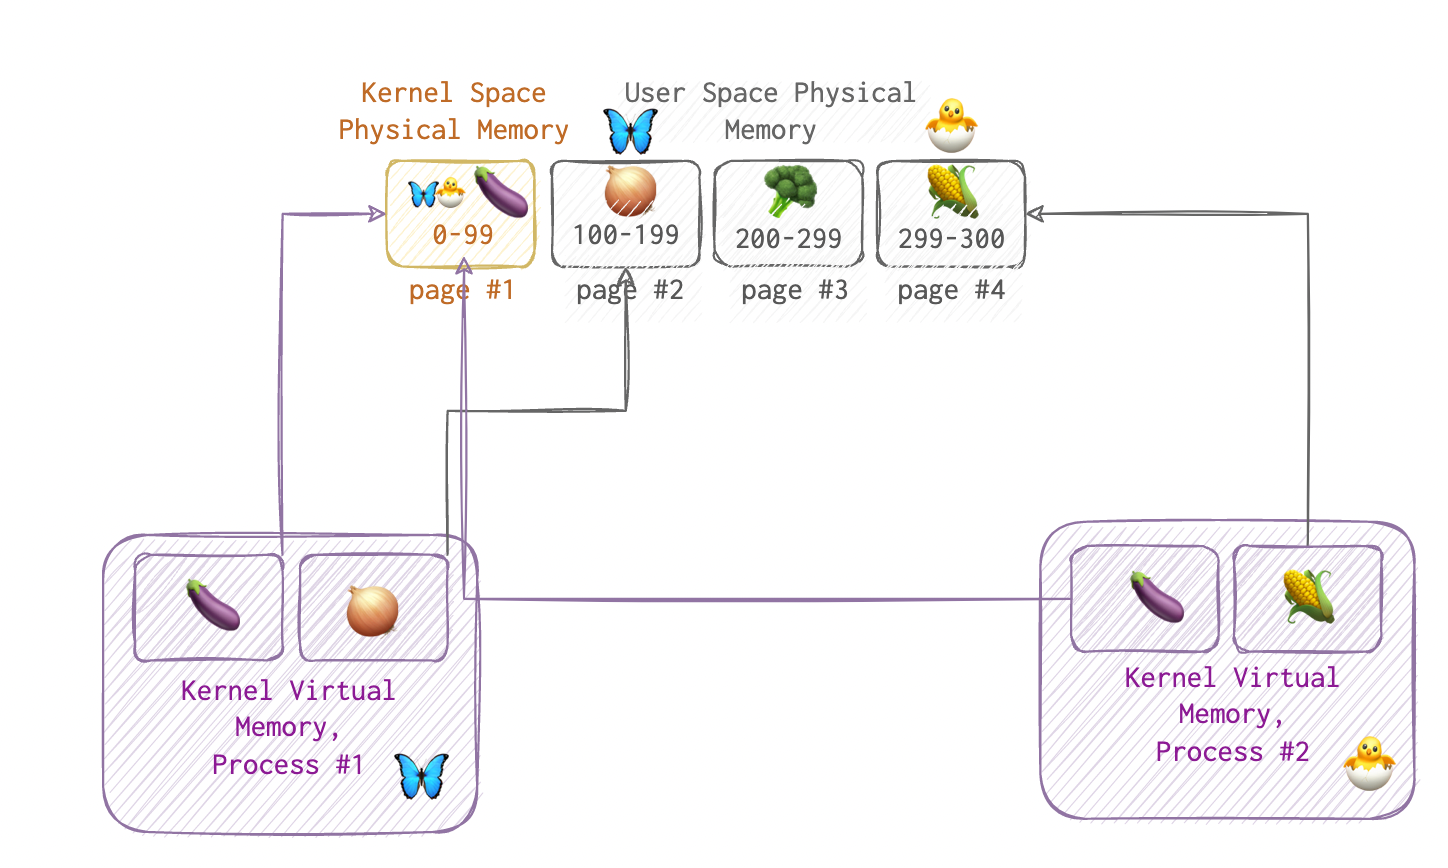 Kernel Space
Physical Memory
User Space Physical
Memory
0-99
100-199
200-299
299-300
page #1
page #2
page #3
page #4
Kernel Virtual
Memory,
Process #1
Kernel Virtual
Memory,
Process #2